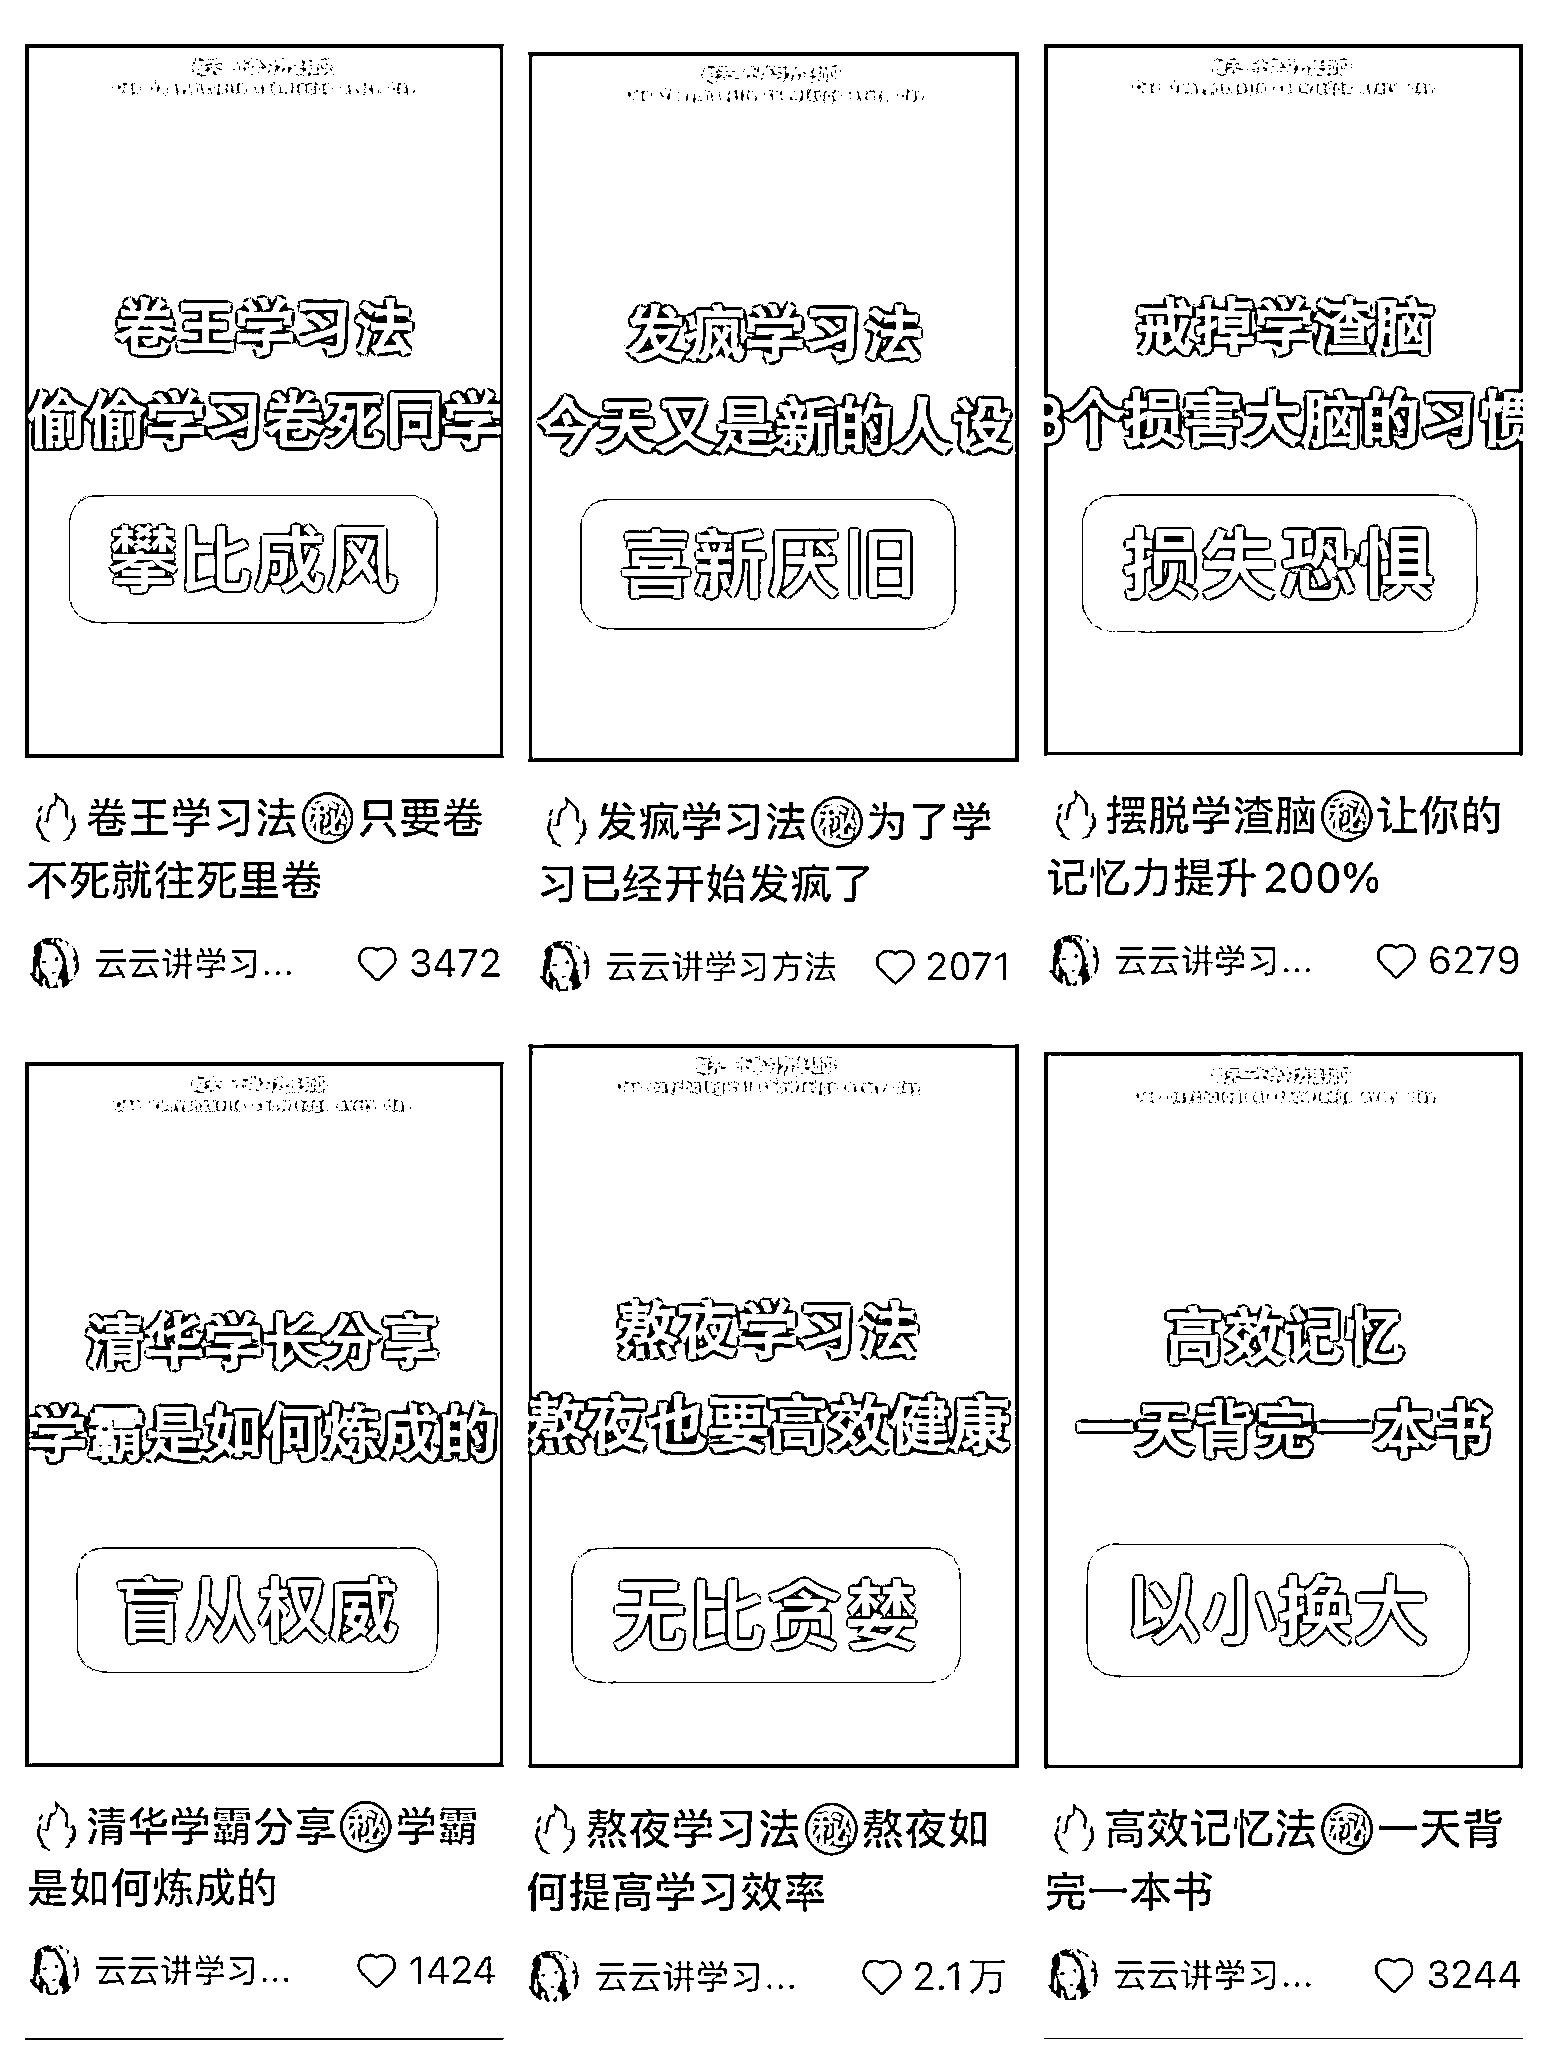 卷王学习法
偷偷学习卷死同学
攀比成风
卷王学习法㊙只要卷
不死就往死里卷
云云讲学习... 3472
发疯学习法
今天又是新的人设
喜新厌旧
发疯学习法㊙为了学
习已经开始发疯了
云云讲学习方法 2071
戒掉学渣脑
8个损害大脑的习惯
损失恐惧
摆脱学渣脑㊙让你的
记忆力提升200%
云云讲学习... 6279
清华学长分享
学霸是如何炼成的
盲从权威
清华学霸分享㊙学霸
是如何炼成的
云云讲学习... 1424
熬夜学习法
熬夜也要高效健康
无比贪婪
熬夜学习法㊙熬夜如
何提高学习效率
云云讲学习... 2.1万
高效记忆
一天背完一本书
以小换大
高效记忆法㊙一天背
完一本书
云云讲学习... 3244